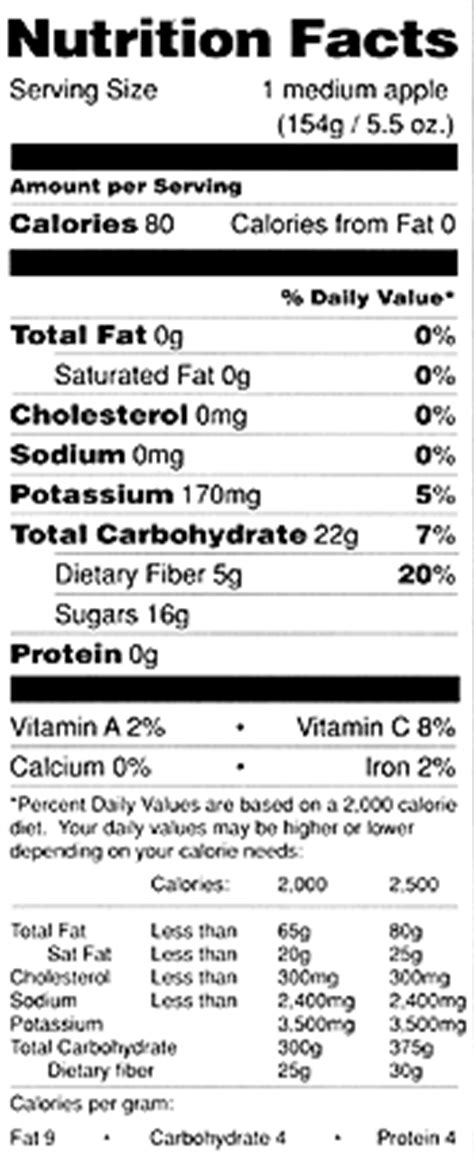 Nutrition Facts
Serving Size 1 medium apple
(154g / 5.5 oz.)
Amount per Serving
Calories 80 Calories from Fat 0
% Daily Value*
Total Fat 0g 0%
Saturated Fat 0g 0%
Cholesterol 0mg 0%
Sodium 0mg 0%
Potassium 170mg 5%
Total Carbohydrate 22g 7%
Dietary Fiber 5g 20%
Sugars 16g
Protein 0g
Vitamin A 2% • Vitamin C 8%
Calcium 0% • Iron 2%
*Percent Daily Values are based on a 2,000 calorie
diet. Your daily values may be higher or lower
depending on your calorie needs:
Calories: 2,000 2,500
Total Fat Less than 65g 80g
Sat Fat Less than 20g 25g
Cholesterol Less than 300mg 300mg
Sodium Less than 2,400mg 2,400mg
Potassium 3,500mg 3,500mg
Total Carbohydrate 300g 375g
Dietary fiber 25g 30g
Calories per gram:
Fat 9 • Carbohydrate 4 • Protein 4